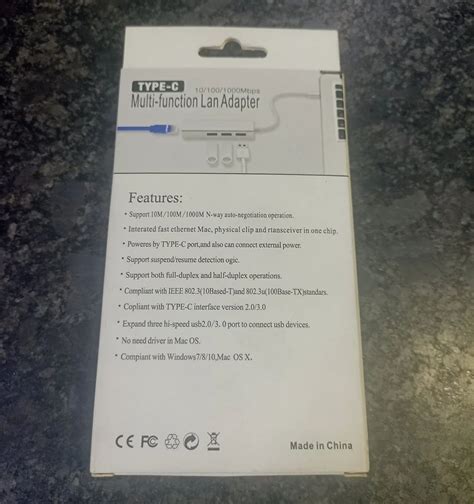 TYPE-C
10/100/1000Mbps
Multi-function Lan Adapter
Features:
· Support 10M/100M/1000M N-way auto-negotiation operation.
· Interated fast ethernet Mac, physical clip and rtansceiver in one chip.
· Poweres by TYPE-C port,and also can connect external power.
· Support suspend/resume detection ogic.
· Support both full-duplex and half-duplex operations.
· Compliant with IEEE 802.3(10Based-T)and 802.3u(100Base-TX)standars.
· Copliant with TYPE-C interface version 2.0/3.0
· Expand three hi-speed usb2.0/3. 0 port to connect usb devices.
· No need driver in Mac OS.
· Compliant with Windows7/8/10,Mac OS X.
CE FC
Made in China